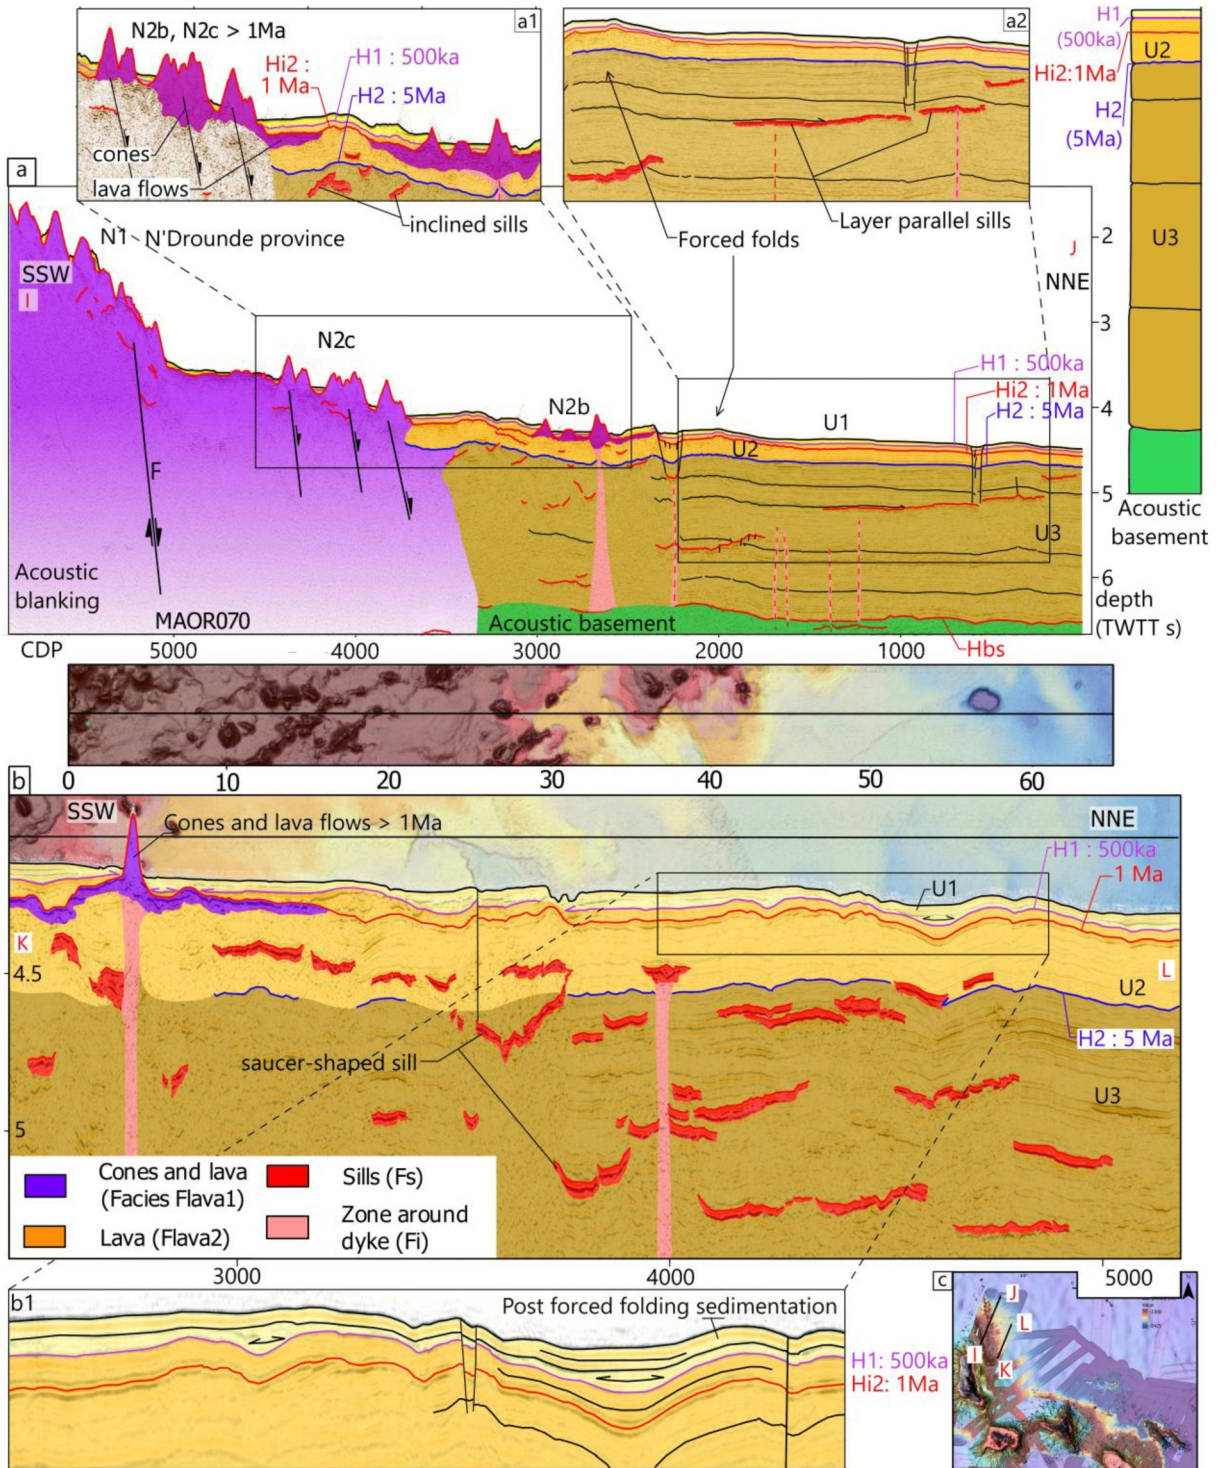 N2b, N2c > 1Ma
a1
Hi2 :
1 Ma
H1 : 500ka
H2 : 5Ma
cones
lava flows
inclined sills
a2
Forced folds
Layer parallel sills
H1
(500ka)
U2
Hi2:1Ma
H2
(5Ma)
U3
Acoustic
basement
a
N1 N'Drounde province
SSW
I
J
NNE
2
3
4
5
6
depth
(TWTT s)
N2c
N2b
H1 : 500ka
Hi2 : 1Ma
H2 : 5Ma
U1
U2
U3
F
Acoustic
blanking
MAOR070
Acoustic basement
Hbs
CDP 5000 4000 3000 2000 1000
0 10 20 30 40 50 60
b
SSW
NNE
Cones and lava flows > 1Ma
H1 : 500ka
1 Ma
U1
K
L
4.5
U2
H2 : 5 Ma
saucer-shaped sill
U3
5
Cones and lava
(Facies Flava1)
Sills (Fs)
Lava (Flava2)
Zone around
dyke (Fi)
3000 4000 5000
b1
Post forced folding sedimentation
H1: 500ka
Hi2: 1Ma
c
J
L
I
K